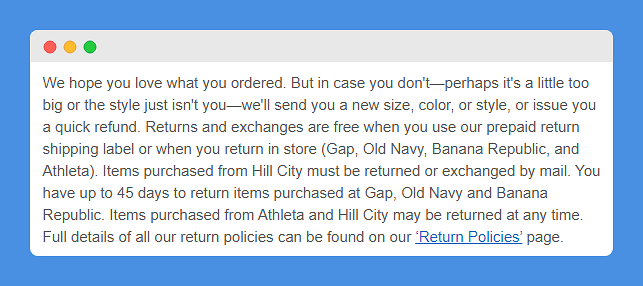 We hope you love what you ordered. But in case you don't—perhaps it's a little too
big or the style just isn't you—we'll send you a new size, color, or style, or issue you
a quick refund. Returns and exchanges are free when you use our prepaid return
shipping label or when you return in store (Gap, Old Navy, Banana Republic, and
Athleta). Items purchased from Hill City must be returned or exchanged by mail. You
have up to 45 days to return items purchased at Gap, Old Navy and Banana
Republic. Items purchased from Athleta and Hill City may be returned at any time.
Full details of all our return policies can be found on our ‘Return Policies’ page.